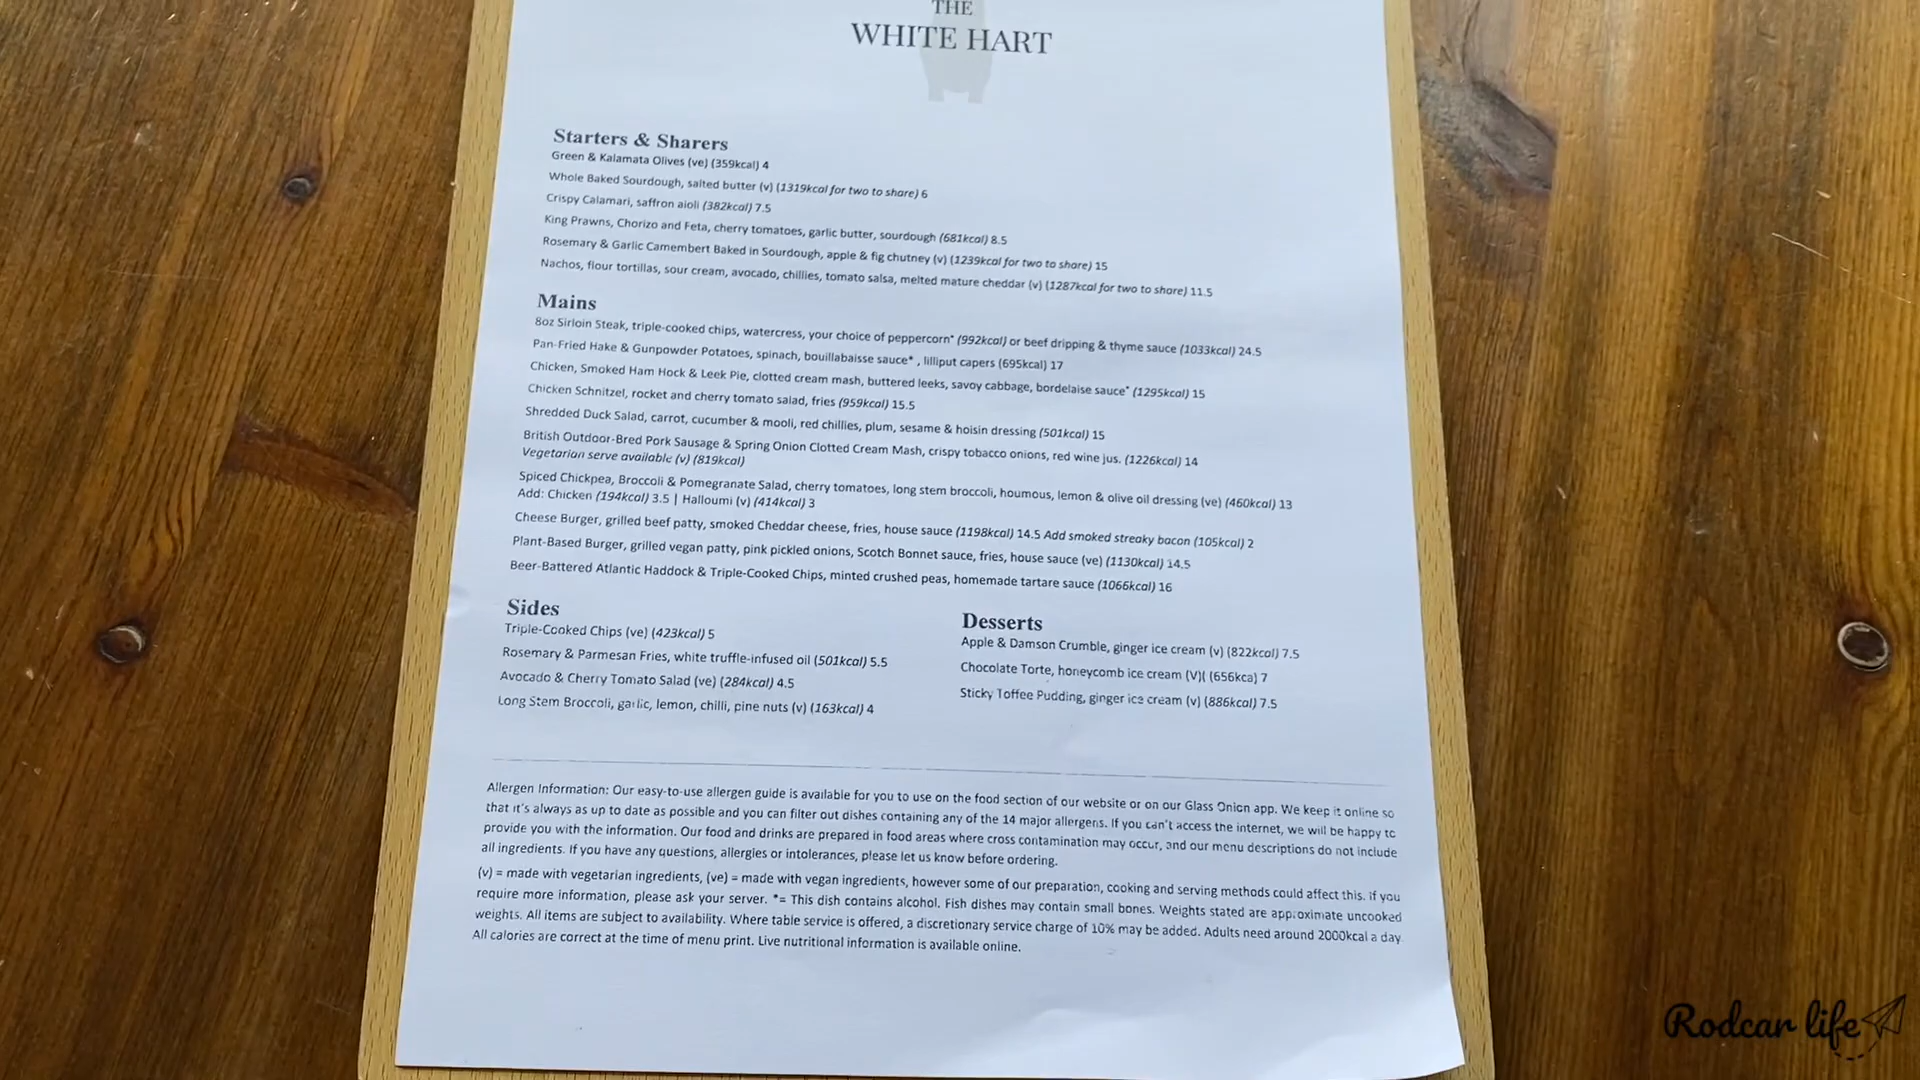 THE
WHITE HART
Starters & Sharers
Green & Kalamata Olives (ve) (359kcal) 4
Whole Baked Sourdough, salted butter (v) (1319kcal for two to share) 6
Crispy Calamari, saffron aioli (382kcal) 7.5
King Prawns, Chorizo and Feta, cherry tomatoes, garlic butter, sourdough (681kcal) 8.5
Rosemary & Garlic Camembert Baked in Sourdough, apple & fig chutney (v) (1239kcal for two to share) 15
Nachos, flour tortillas, sour cream, avocado, chillies, tomato salsa, melted mature cheddar (v) (1287kcal for two to share) 11.5
Mains
8oz Sirloin Steak, triple-cooked chips, watercress, your choice of peppercorn* (992kcal) or beef dripping & thyme sauce (1033kcal) 24.5
Pan-Fried Hake & Gunpowder Potatoes, spinach, bouillabaisse sauce* , lilliput capers (695kcal) 17
Chicken, Smoked Ham Hock & Leek Pie, clotted cream mash, buttered leeks, savoy cabbage, bordelaise sauce* (1295kcal) 15
Chicken Schnitzel, rocket and cherry tomato salad, fries (959kcal) 15.5
Shredded Duck Salad, carrot, cucumber & mooli, red chillies, plum, sesame & hoisin dressing (501kcal) 15
British Outdoor-Bred Pork Sausage & Spring Onion Clotted Cream Mash, crispy tobacco onions, red wine jus. (1226kcal) 14
Vegetarian serve available (v) (819kcal)
Spiced Chickpea, Broccoli & Pomegranate Salad, cherry tomatoes, long stem broccoli, houmous, lemon & olive oil dressing (ve) (460kcal) 13
Add: Chicken (194kcal) 3.5 | Halloumi (v) (414kcal) 3
Cheese Burger, grilled beef patty, smoked Cheddar cheese, fries, house sauce (1198kcal) 14.5 Add smoked streaky bacon (105kcal) 2
Plant-Based Burger, grilled vegan patty, pink pickled onions, Scotch Bonnet sauce, fries, house sauce (ve) (1130kcal) 14.5
Beer-Battered Atlantic Haddock & Triple-Cooked Chips, minted crushed peas, homemade tartare sauce (1066kcal) 16
Sides
Triple-Cooked Chips (ve) (423kcal) 5
Rosemary & Parmesan Fries, white truffle-infused oil (501kcal) 5.5
Avocado & Cherry Tomato Salad (ve) (284kcal) 4.5
Long Stem Broccoli, garlic, lemon, chilli, pine nuts (v) (163kcal) 4
Desserts
Apple & Damson Crumble, ginger ice cream (v) (822kcal) 7.5
Chocolate Torte, honeycomb ice cream (V)( (656kca) 7
Sticky Toffee Pudding, ginger ice cream (v) (886kcal) 7.5
Allergen Information: Our easy-to-use allergen guide is available for you to use on the food section of our website or on our Glass Onion app. We keep it online so
that it's always as up to date as possible and you can filter out dishes containing any of the 14 major allergens. If you can't access the internet, we will be happy to
provide you with the information. Our food and drinks are prepared in food areas where cross contamination may occur, and our menu descriptions do not include
all ingredients. If you have any questions, allergies or intolerances, please let us know before ordering.
(v) = made with vegetarian ingredients, (ve) = made with vegan ingredients, however some of our preparation, cooking and serving methods could affect this. If you
require more information, please ask your server. *= This dish contains alcohol. Fish dishes may contain small bones. Weights stated are approximate uncooked
weights. All items are subject to availability. Where table service is offered, a discretionary service charge of 10% may be added. Adults need around 2000kcal a day.
All calories are correct at the time of menu print. Live nutritional information is available online.
Rodcar life